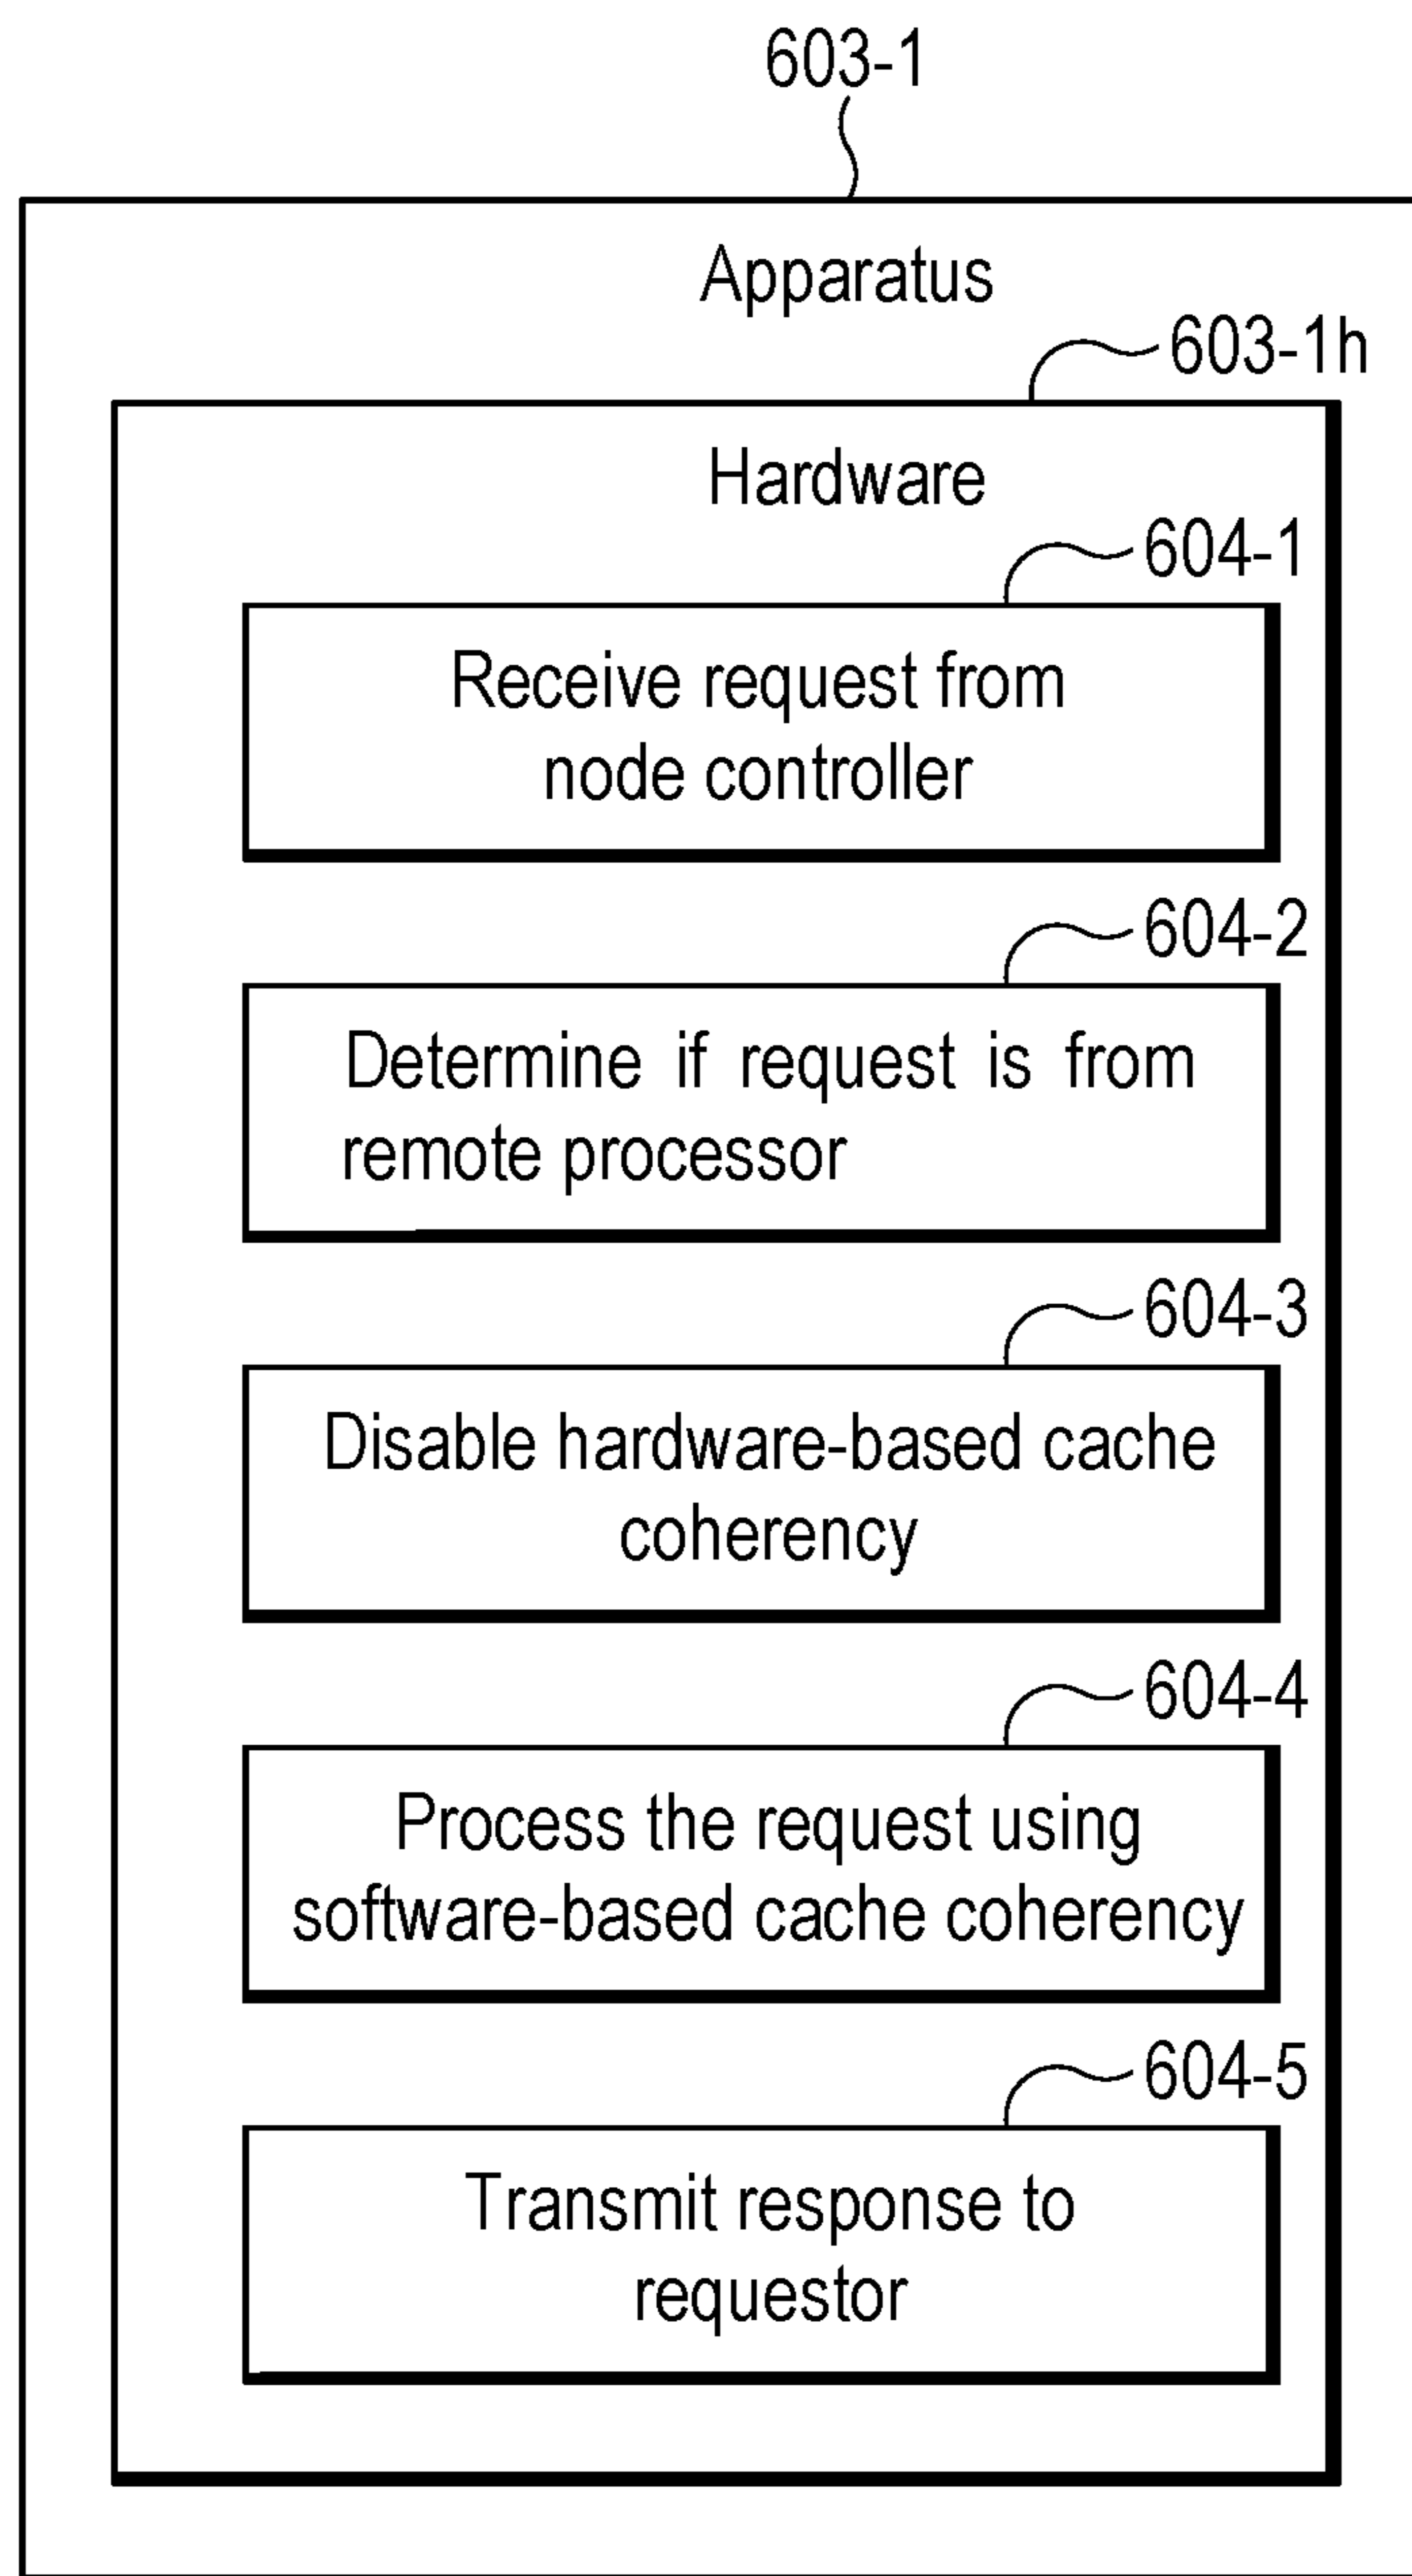 603-1
Apparatus
603-1h
Hardware
604-1
Receive request from
node controller
604-2
Determine if request is from
remote processor
604-3
Disable hardware-based cache
coherency
604-4
Process the request using
software-based cache coherency
604-5
Transmit response to
requestor